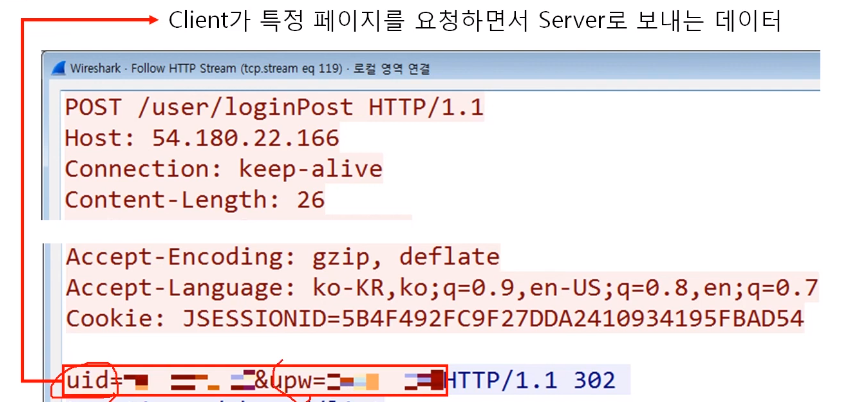 Client가 특정 페이지를 요청하면서 Server로 보내는 데이터
Wireshark · Follow HTTP Stream (tcp.stream eq 119) · 로컬 영역 연결
POST /user/loginPost HTTP/1.1
Host: 54.180.22.166
Connection: keep-alive
Content-Length: 26
Accept-Encoding: gzip, deflate
Accept-Language: ko-KR,ko;q=0.9,en-US;q=0.8,en;q=0.7
Cookie: JSESSIONID=5B4F492FC9F27DDA2410934195FBAD54
uid= &upw= HTTP/1.1 302